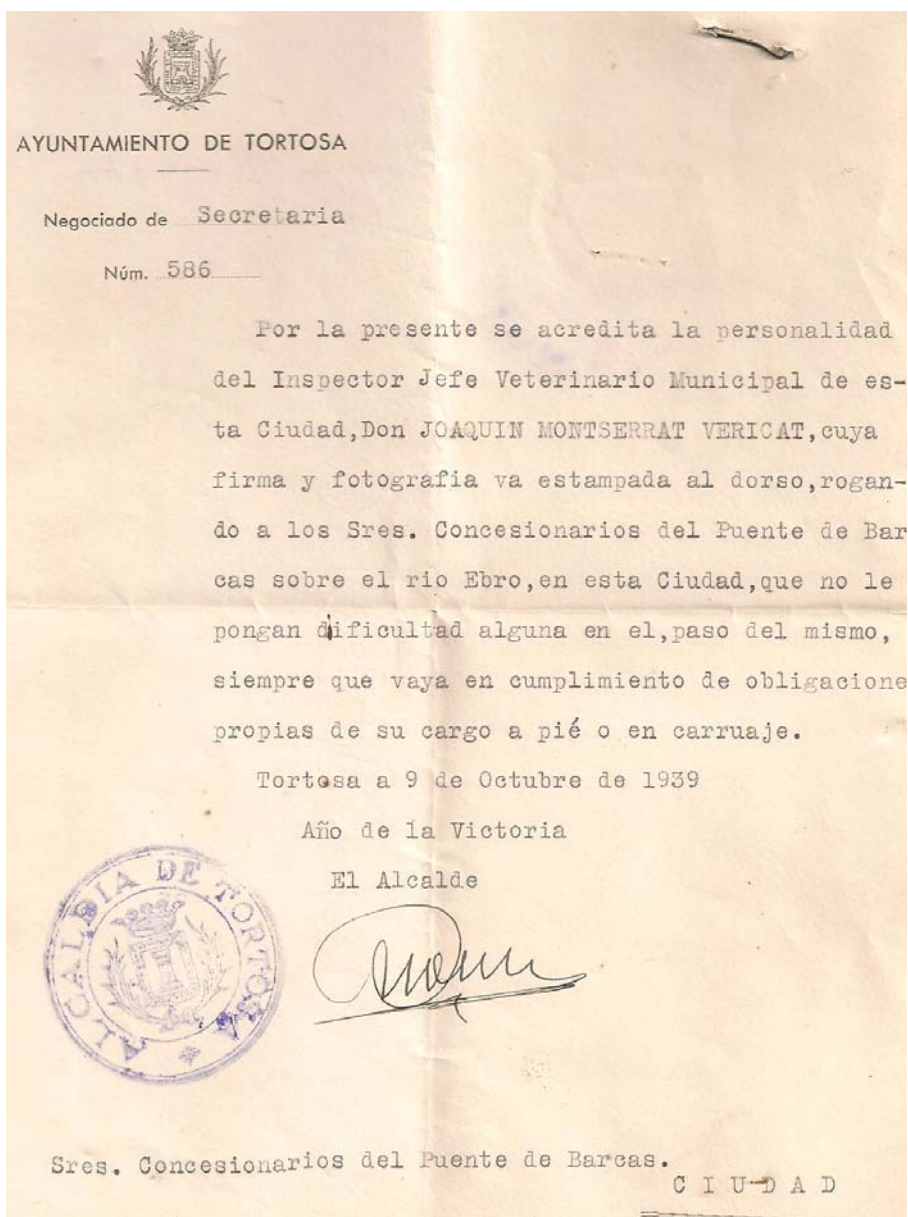 AYUNTAMIENTO DE TORTOSA
Negociado de Secretaria
Núm. 586
Por la presente se acredita la personalidad
del Inspector Jefe Veterinario Municipal de es-
ta Ciudad,Don JOAQUIN MONTSERRAT VERICAT,cuya
firma y fotografia va estampada al dorso,rogan-
do a los Sres. Concesionarios del Puente de Bar
cas sobre el rio Ebro,en esta Ciudad,que no le
pongan dificultad alguna en el,paso del mismo,
siempre que vaya en cumplimiento de obligacione
propias de su cargo a pié o en carruaje.
Tortosa a 9 de Octubre de 1939
Año de la Victoria
El Alcalde
ALCALDIA DE TORTOSA
Sres. Concesionarios del Puente de Barcas.
C I U D A D